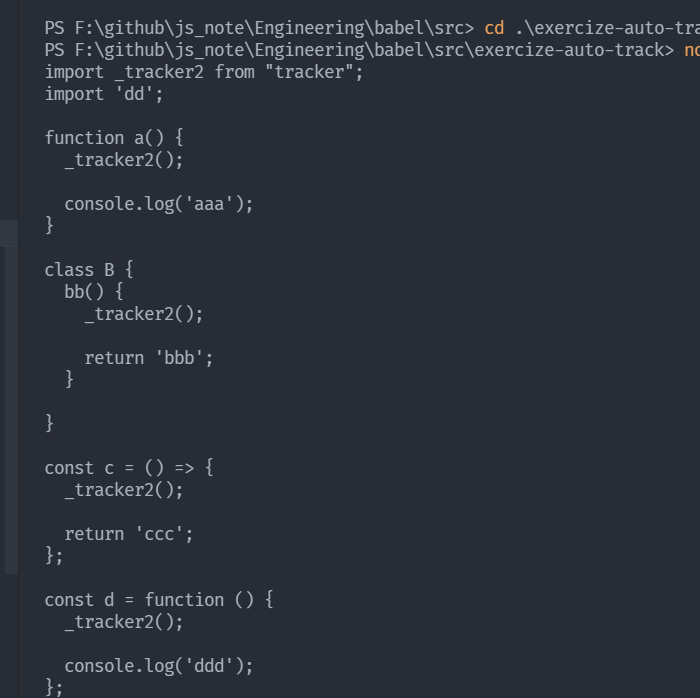 PS F:\github\js_note\Engineering\babel\src> cd .\exercize-auto-tra
PS F:\github\js_note\Engineering\babel\src\exercize-auto-track> no
import _tracker2 from "tracker";
import 'dd';
function a() {
  _tracker2();
  console.log('aaa');
}
class B {
  bb() {
    _tracker2();
    return 'bbb';
  }
}
const c = () => {
  _tracker2();
  return 'ccc';
};
const d = function () {
  _tracker2();
  console.log('ddd');
};